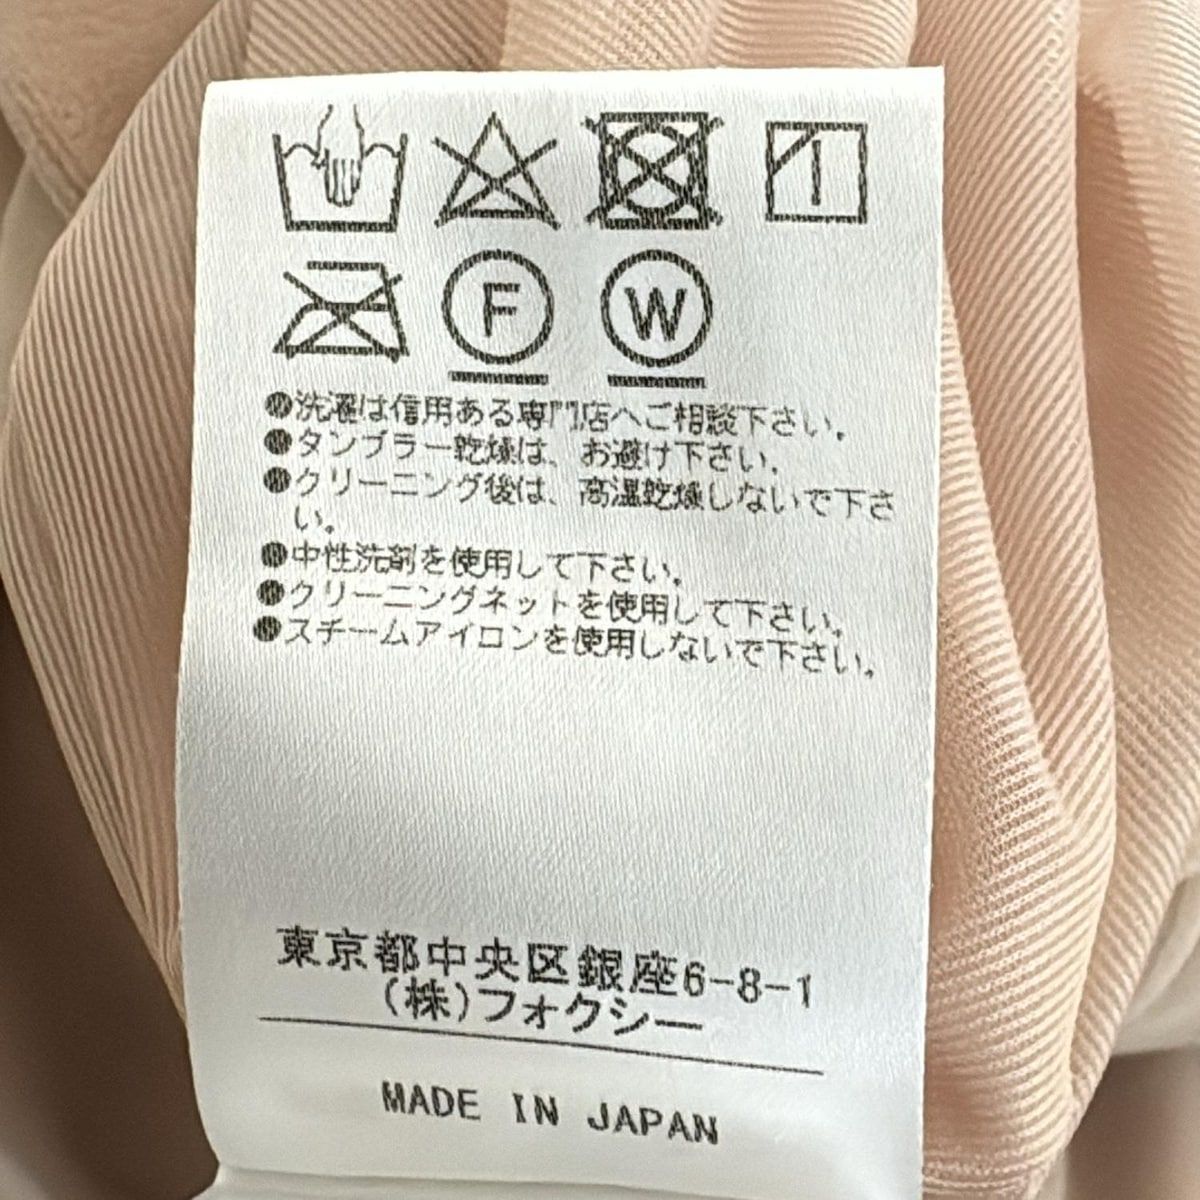 F W
●洗濯は信用ある専門店へご相談下さい。
●タンブラー乾燥は、お避け下さい。
●クリーニング後は、高温乾燥しないで下さ
い。
●中性洗剤を使用して下さい。
●クリーニングネットを使用して下さい。
●スチームアイロンを使用しないで下さい。
東京都中央区銀座6-8-1
(株)フォクシー
MADE IN JAPAN